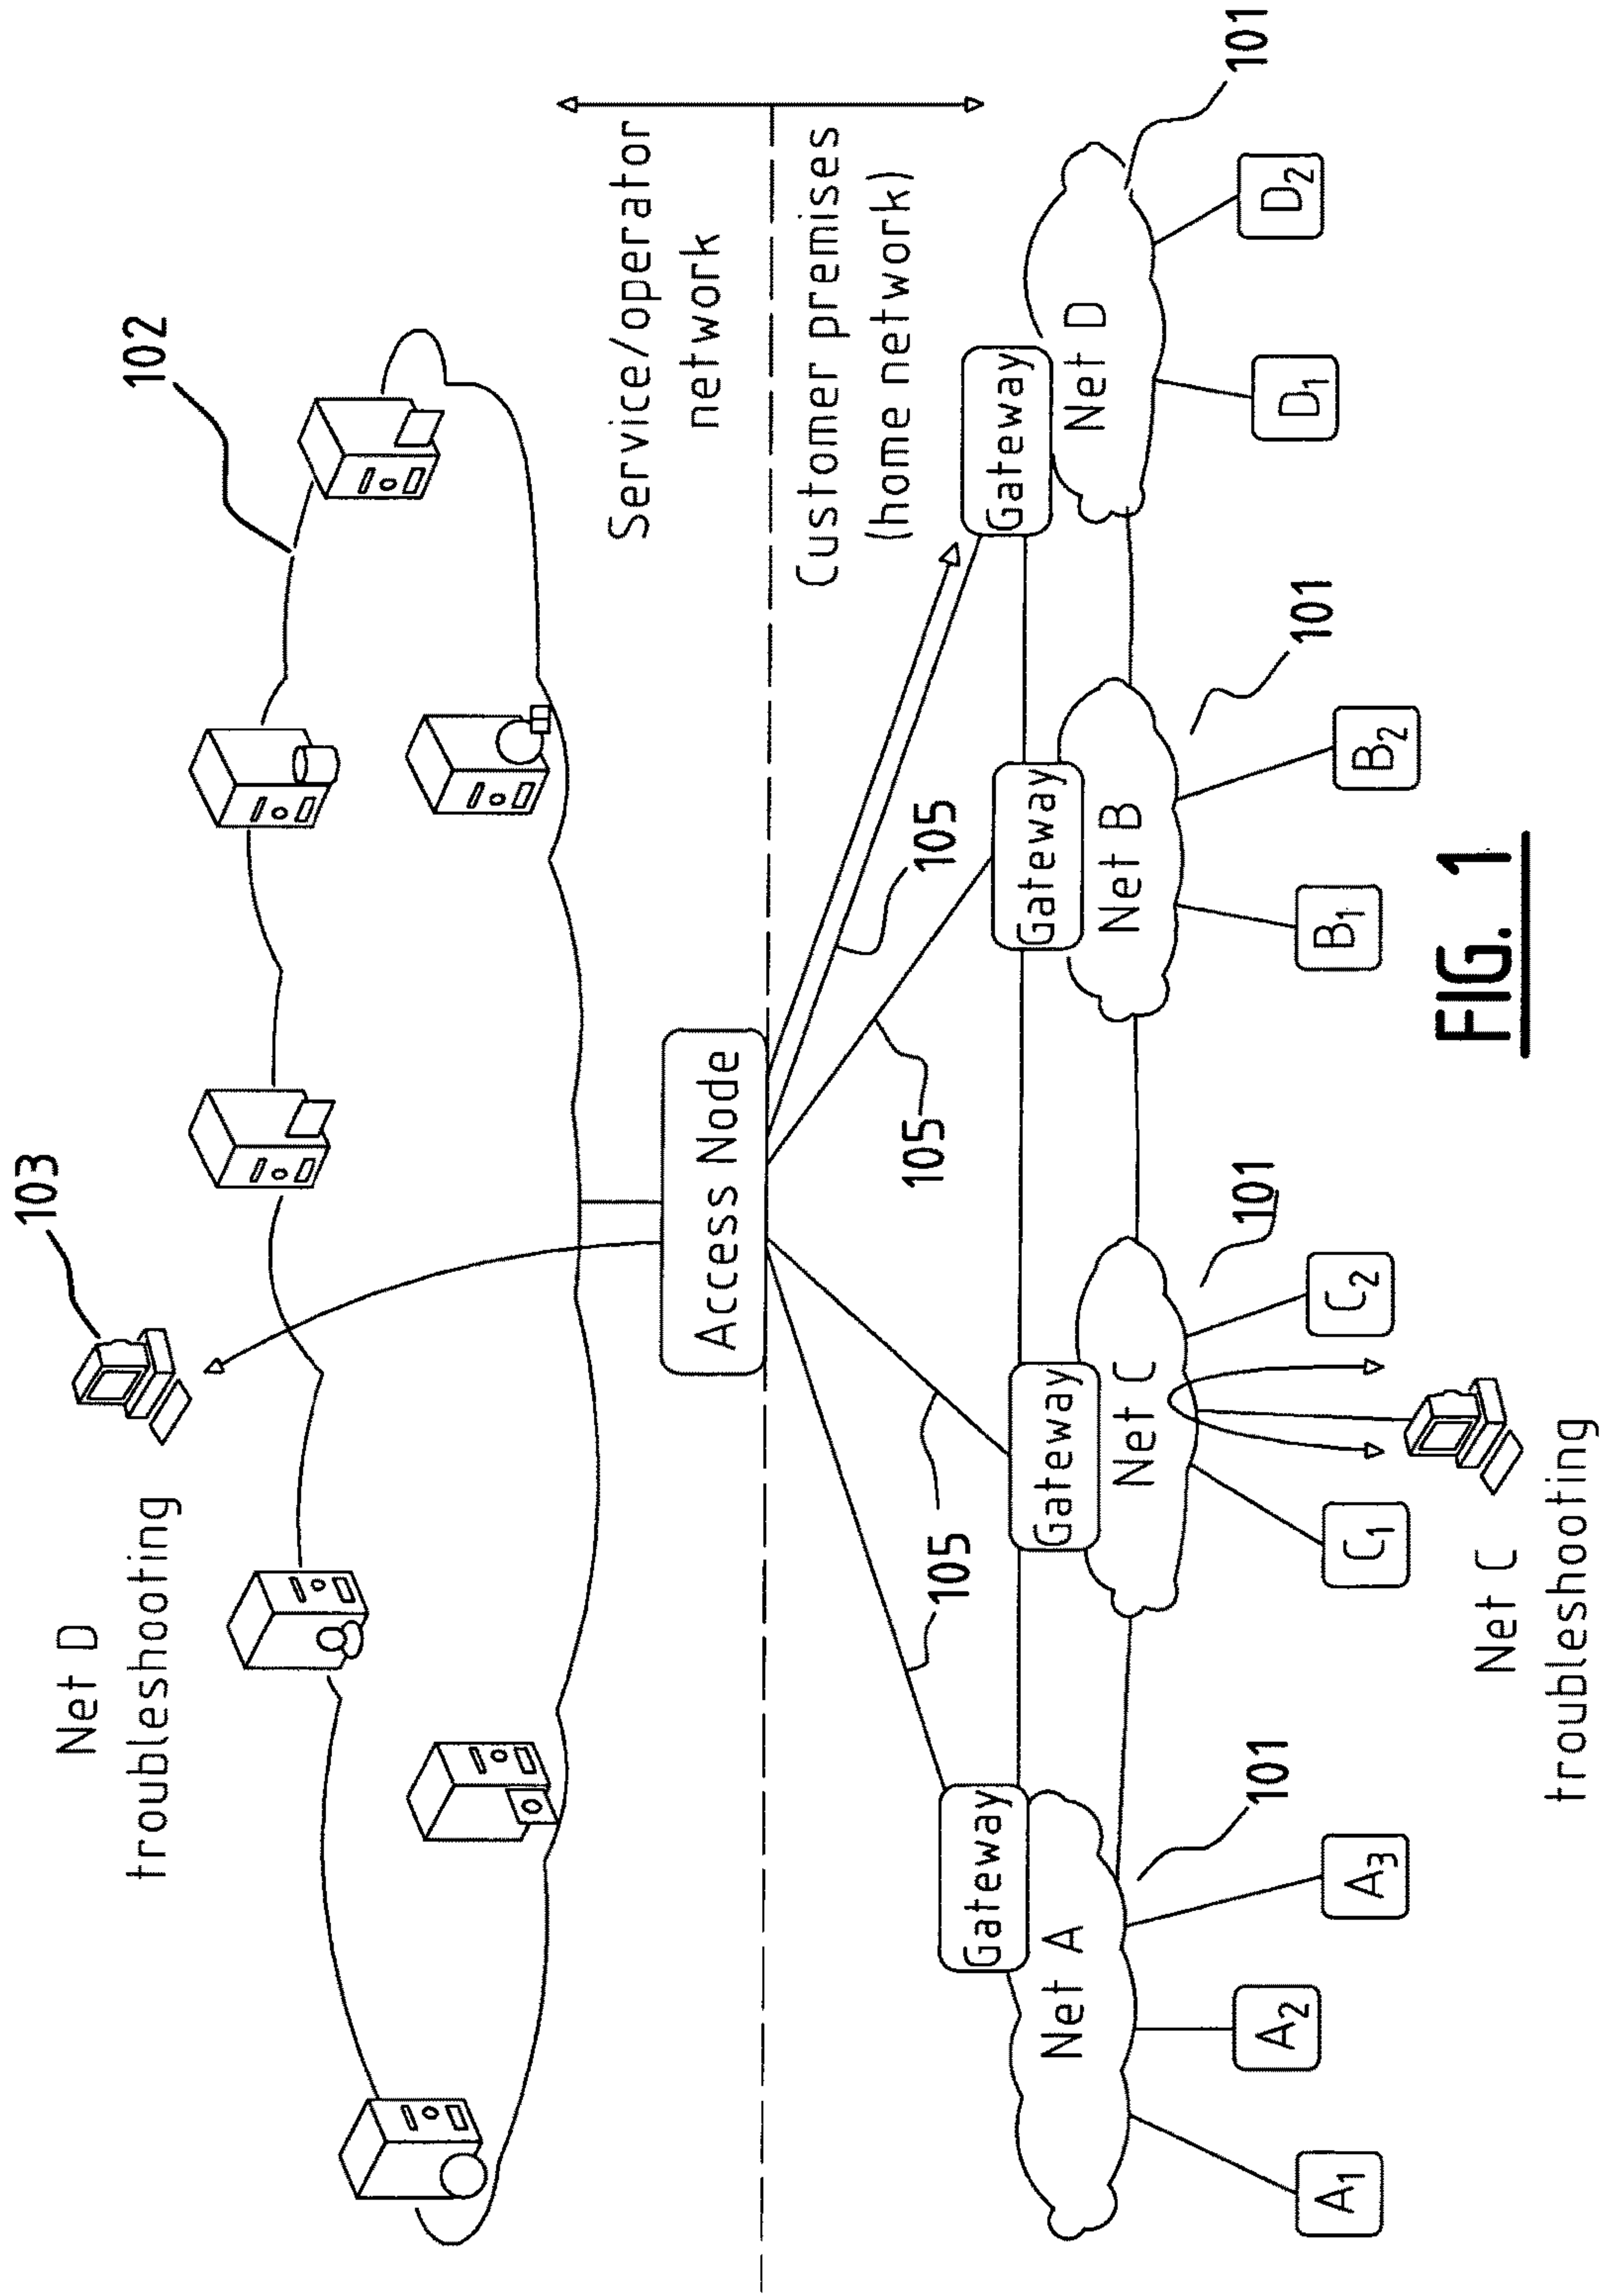 103
Net D
troubleshooting
102
Service/operator
network
Access Node
Customer premises
(home network)
105
105
105
Gateway
Gateway
Gateway
Gateway
Net A
Net C
Net B
Net D
101
101
101
101
A1
A2
A3
C1
C2
B1
B2
D1
D2
Net C
troubleshooting
FIG. 1